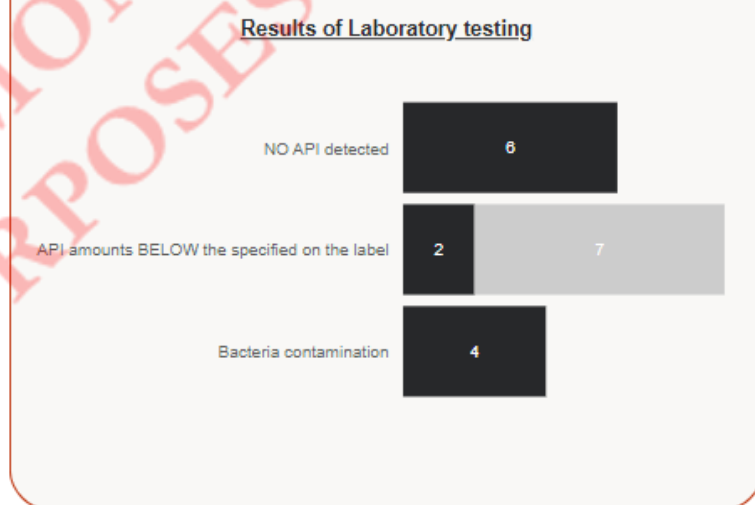 Results of Laboratory testing
NO API detected
6
API amounts BELOW the specified on the label
2
7
Bacteria contamination
4
RPOSES